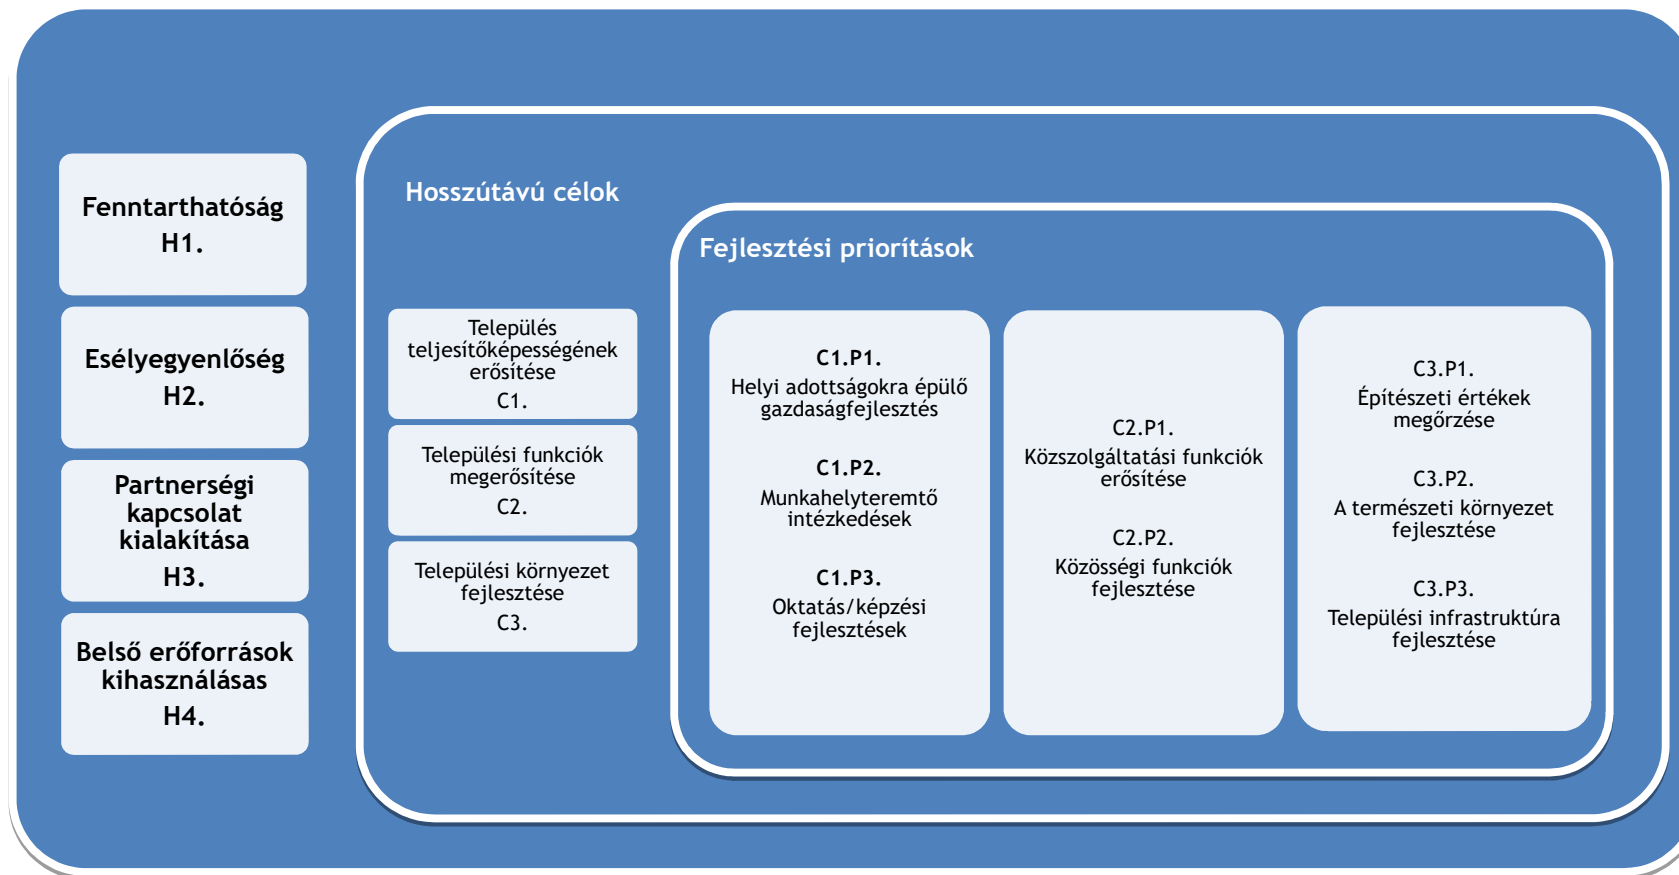 Fenntarthatóság
H1.
Esélyegyenlőség
H2.
Partnerségi
kapcsolat
kialakítása
H3.
Belső erőforrások
kihasználásas
H4.
Hosszútávú célok
Település
teljesítőképességének
erősítése
C1.
Települési funkciók
megerősítése
C2.
Települési környezet
fejlesztése
C3.
Fejlesztési priorítások
C1.P1.
Helyi adottságokra épülő
gazdaságfejlesztés
C1.P2.
Munkahelyteremtő
intézkedések
C1.P3.
Oktatás/képzési
fejlesztések
C2.P1.
Közszolgáltatási funkciók
erősítése
C2.P2.
Közösségi funkciók
fejlesztése
C3.P1.
Építészeti értékek
megőrzése
C3.P2.
A természeti környezet
fejlesztése
C3.P3.
Települési infrastruktúra
fejlesztése